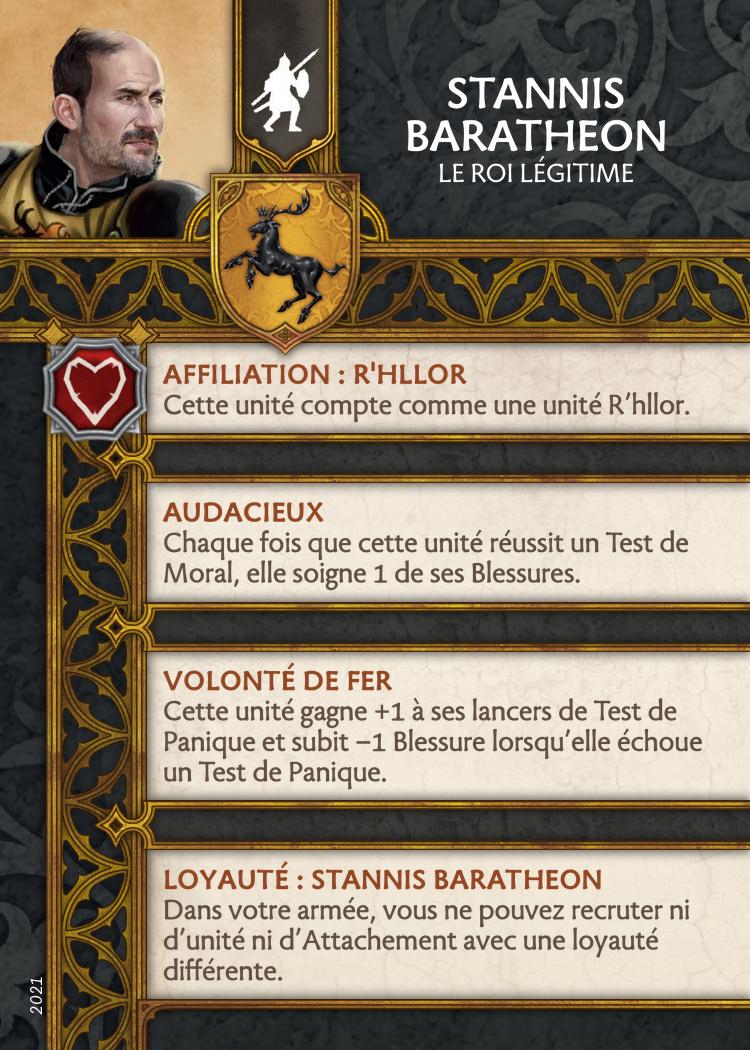 STANNIS
BARATHEON
LE ROI LÉGITIME
AFFILIATION : R'HLLOR
Cette unité compte comme une unité R’hllor.
AUDACIEUX
Chaque fois que cette unité réussit un Test de
Moral, elle soigne 1 de ses Blessures.
VOLONTÉ DE FER
Cette unité gagne +1 à ses lancers de Test de
Panique et subit −1 Blessure lorsqu’elle échoue
un Test de Panique.
LOYAUTÉ : STANNIS BARATHEON
Dans votre armée, vous ne pouvez recruter ni
d’unité ni d’Attachement avec une loyauté
différente.
2021